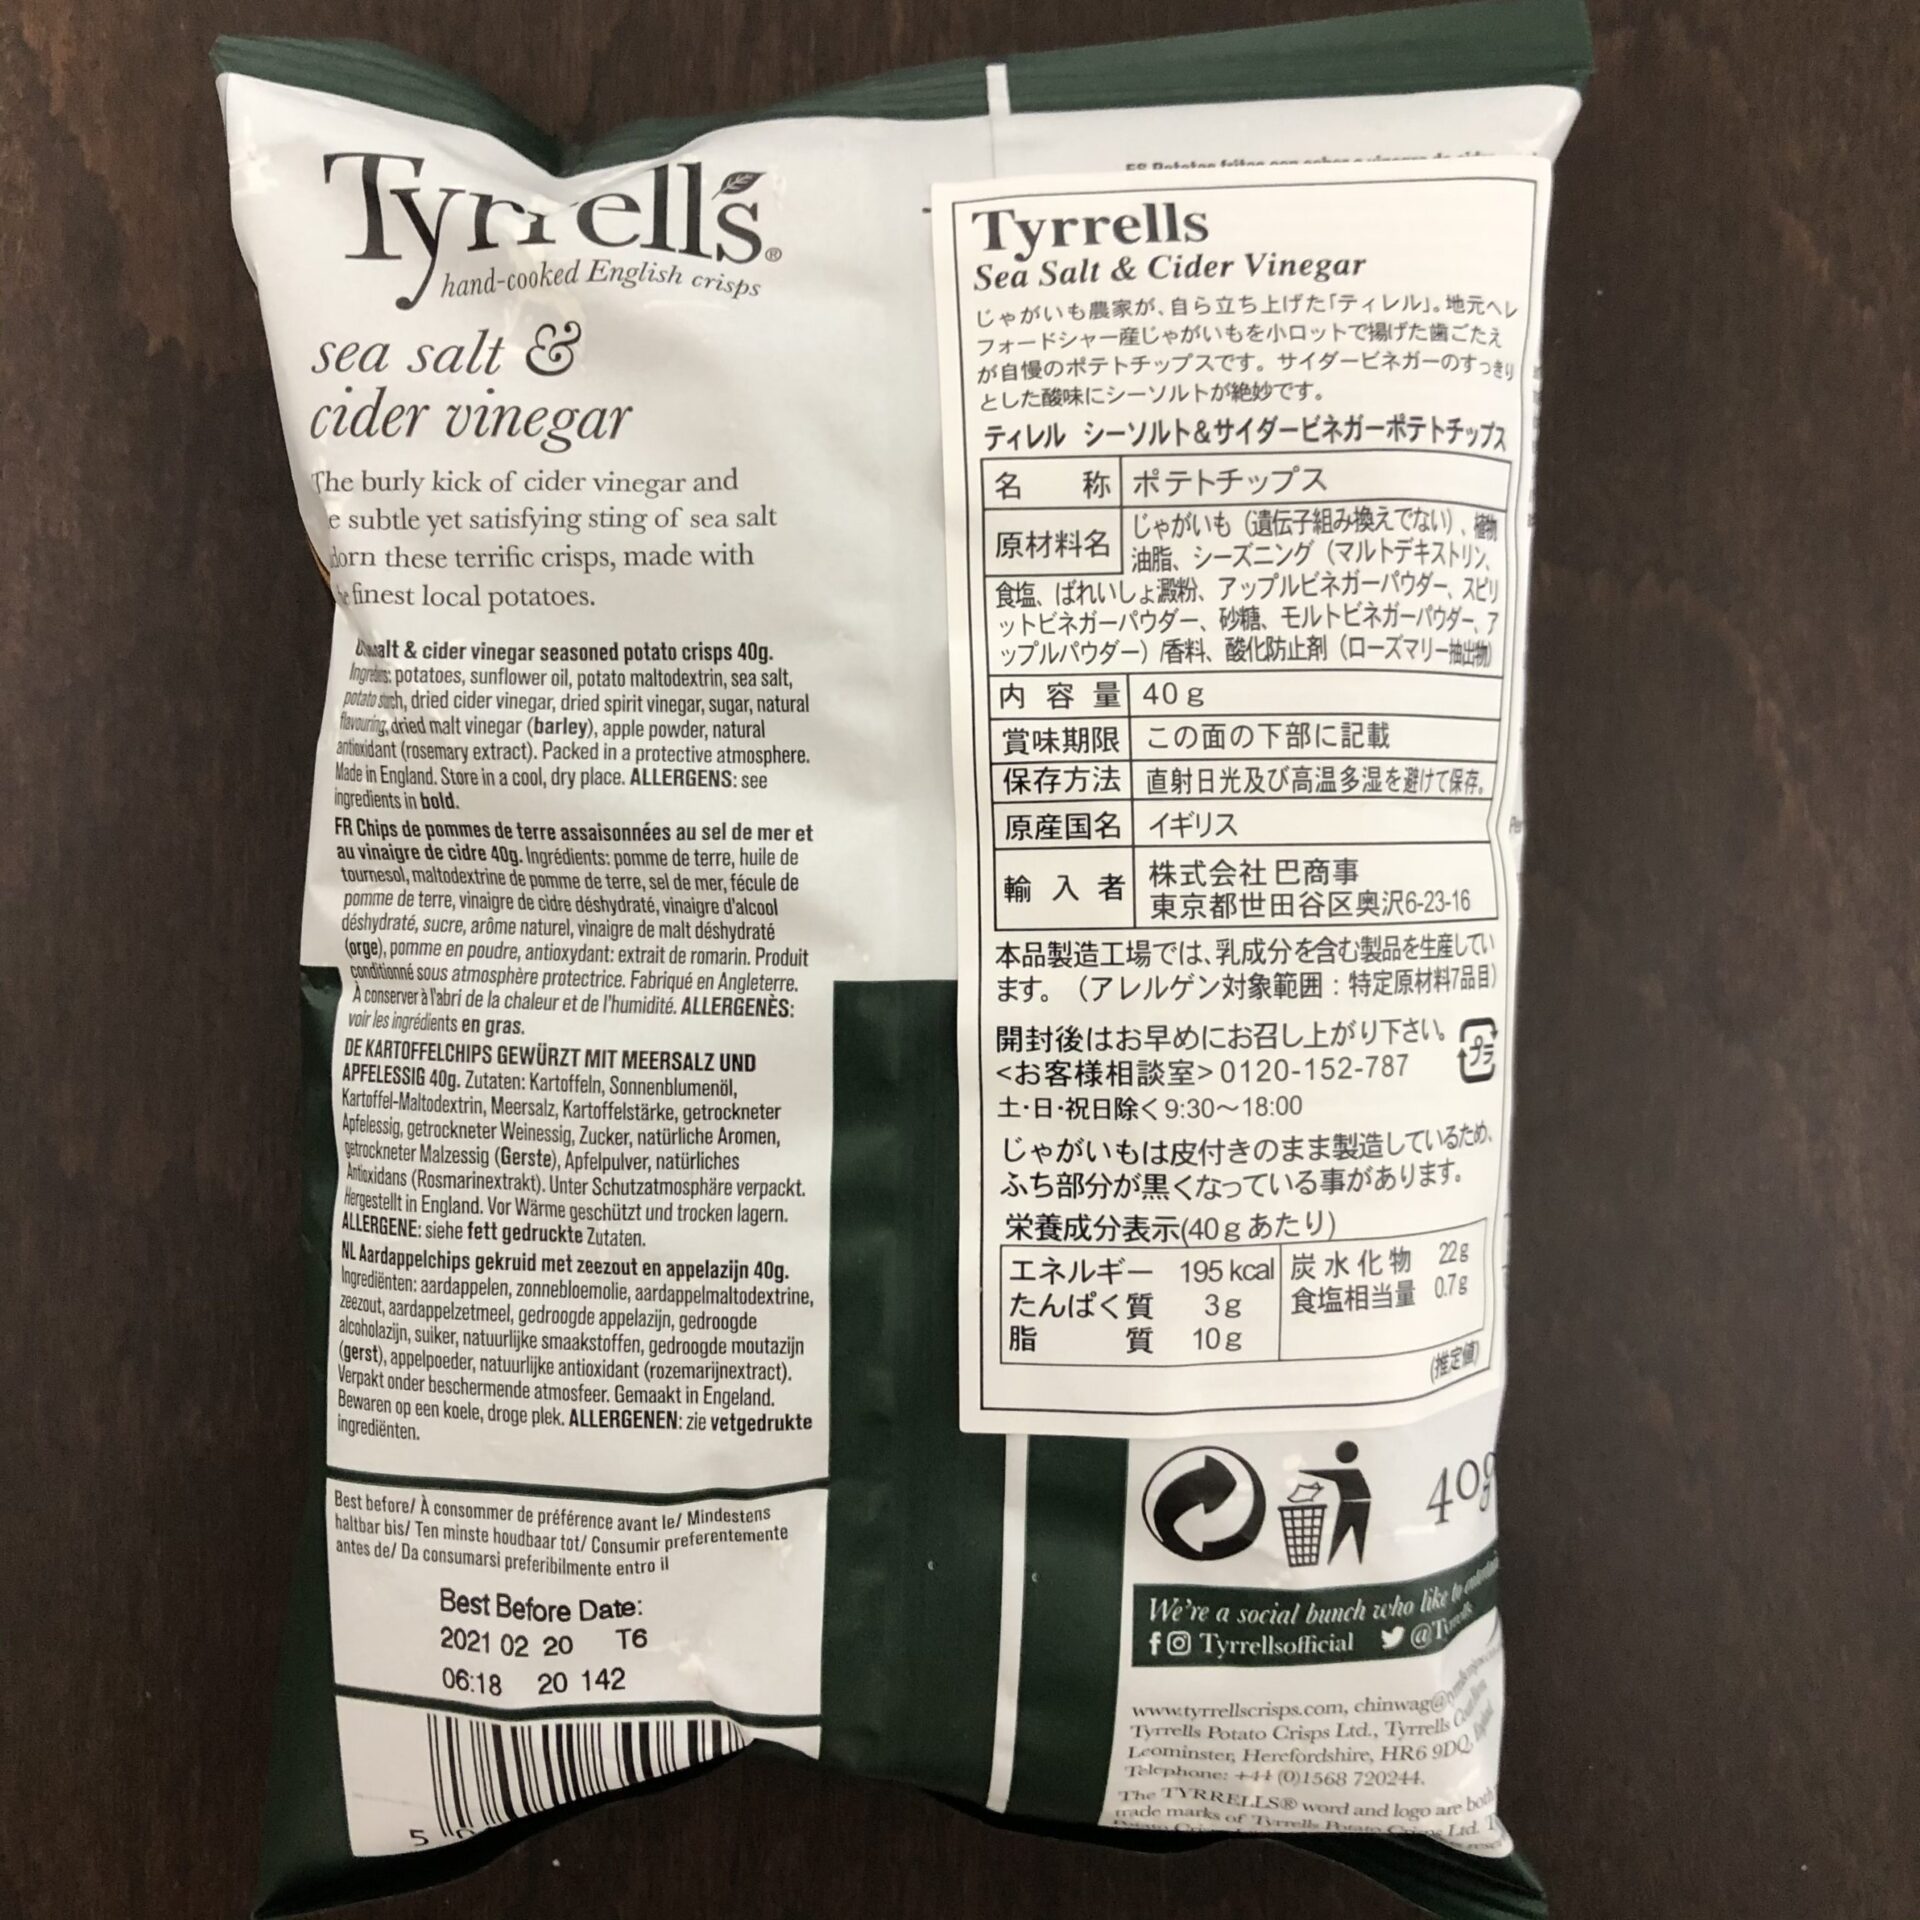 Tyrrells®
hand-cooked English crisps
sea salt &
cider vinegar
The burly kick of cider vinegar and
subtle yet satisfying sting of sea salt
these terrific crisps, made with
finest local potatoes.
& cider vinegar seasoned potato crisps 40g.
potatoes, sunflower oil, potato maltodextrin, sea salt,
potato dried cider vinegar, dried spirit vinegar, sugar, natural
flavouring, dried malt vinegar (barley), apple powder, natural
antioxidant (rosemary extract). Packed in a protective atmosphere.
Made in England. Store in a cool, dry place. ALLERGENS: see
ingredients in bold.
FR Chips de pommes de terre assaisonnées au sel de mer et
au vinaigre de cidre 40g. Ingrédients: pomme de terre, huile de
tournesol, maltodextrine de pomme de terre, sel de mer, fécule de
pomme de terre, vinaigre de cidre déshydraté, vinaigre d'alcool
déshydraté, sucre, arôme naturel, vinaigre de malt déshydraté
(orge), pomme en poudre, antioxydant: extrait de romarin. Produit
conditionné sous atmosphère protectrice. Fabriqué en Angleterre.
À conserver à l'abri de la chaleur et de l'humidité. ALLERGENÈS:
voir les ingrédients en gras.
DE KARTOFFELCHIPS GEWÜRZT MIT MEERSALZ UND
APFELESSIG 40g. Zutaten: Kartoffeln, Sonnenblumenöl,
Kartoffel-Maltodextrin, Meersalz, Kartoffelstärke, getrockneter
Apfelessig, getrockneter Weinessig, Zucker, natürliche Aromen,
getrockneter Malzessig (Gerste), Apfelpulver, natürliches
Antioxidans (Rosmarinextrakt). Unter Schutzatmosphäre verpackt.
Hergestellt in England. Vor Wärme geschützt und trocken lagern.
ALLERGENE: siehe fett gedruckte Zutaten.
NL Aardappelchips gekruid met zeezout en appelazijn 40g.
Ingrediënten: aardappelen, zonnebloemolie, aardappelmaltodextrine,
zeezout, aardappelzetmeel, gedroogde appelazijn, gedroogde
alcoholazijn, suiker, natuurlijke smaakstoffen, gedroogde moutazijn
(gerst), appelpoeder, natuurlijke antioxidant (rozemarijnextract).
Verpakt onder beschermende atmosfeer. Gemaakt in Engeland.
Bewaren op een koele, droge plek. ALLERGENEN: zie vetgedrukte
ingrediënten.
Best before/ À consommer de préférence avant le/ Mindestens
haltbar bis/ Ten minste houdbaar tot/ Consumir preferentemente
antes de/ Da consumarsi preferibilmente entro il
Best Before Date:
2021 02 20 T6
06:18 20 142
5
Tyrrells
Sea Salt & Cider Vinegar
じゃがいも農家が、自ら立ち上げた「ティレル」。地元ヘレ
フォードシャー産じゃがいもを小ロットで揚げた歯ごたえ
が自慢のポテトチップスです。サイダービネガーのすっきり
とした酸味にシーソルトが絶妙です。
ティレル シーソルト&サイダービネガーポテトチップス
名称 ポテトチップス
原材料名 じゃがいも(遺伝子組み換えでない)、植物
油脂、シーズニング(マルトデキストリン、
食塩、ばれいしょ澱粉、アップルビネガーパウダー、スピリ
ットビネガーパウダー、砂糖、モルトビネガーパウダー、ア
ップルパウダー)/香料、酸化防止剤(ローズマリー抽出物)
内容量 40g
賞味期限 この面の下部に記載
保存方法 直射日光及び高温多湿を避けて保存。
原産国名 イギリス
輸入者 株式会社 巴商事
東京都世田谷区奥沢6-23-16
本品製造工場では、乳成分を含む製品を生産してい
ます。(アレルゲン対象範囲:特定原材料7品目)
開封後はお早めにお召し上がり下さい。
プラ
<お客様相談室>0120-152-787
土・日・祝日除く9:30〜18:00
じゃがいもは皮付きのまま製造しているため、
ふち部分が黒くなっている事があります。
栄養成分表示(40gあたり)
エネルギー 195kcal 炭水化物 22g
たんぱく質 3g 食塩相当量 0.7g
脂質 10g
(推定値)
40g
We're a social bunch who like to
Tyrrellsofficial
www.tyrrellscrisps.com, chinwag@
Tyrrells Potato Crisps Ltd., Tyrrells
Leominster, Herefordshire, HR6 9DQ,
Telephone: +44 (0)1568 720244.
The TYRRELLS® word and logo are both
trade marks of Tyrrells Potato Crisps Ltd.